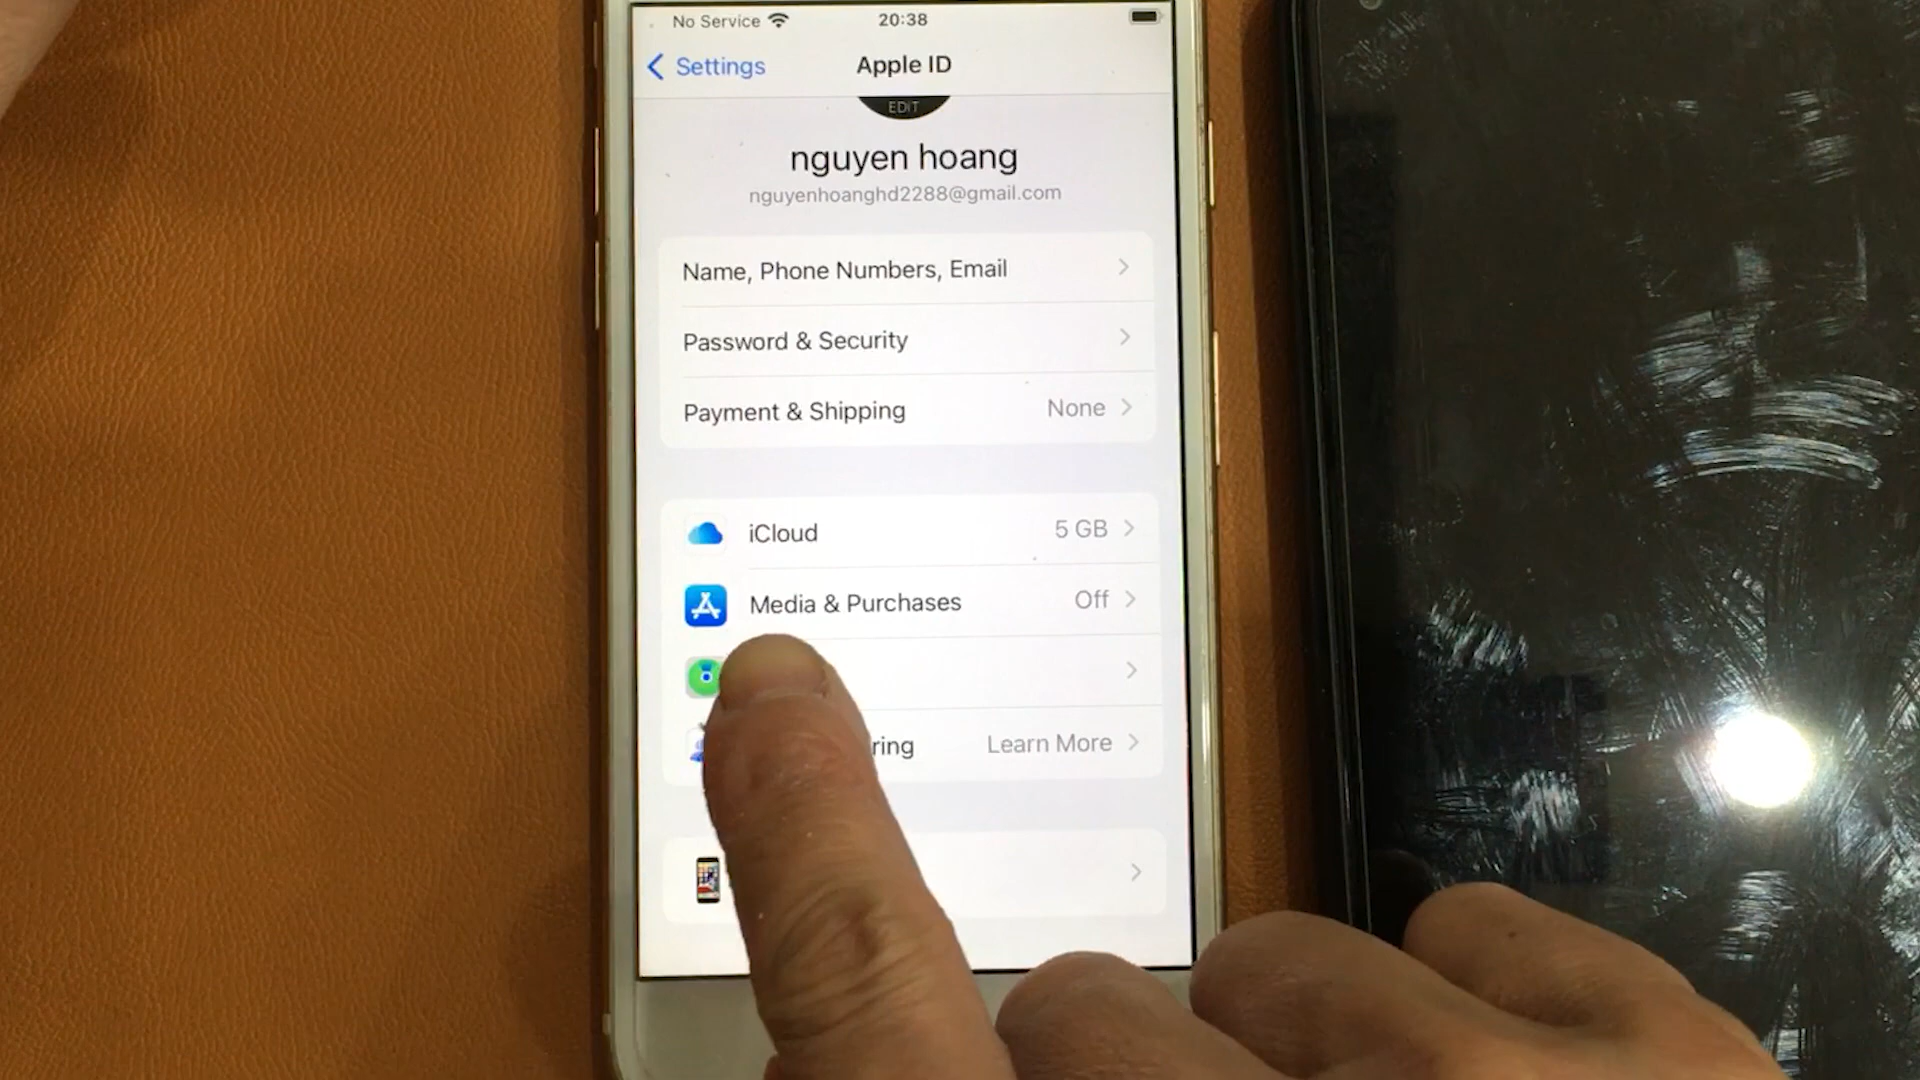 No Service 20:38
Settings Apple ID
EDIT
nguyen hoang
nguyenhoanghd2288@gmail.com
Name, Phone Numbers, Email
Password & Security
Payment & Shipping None
iCloud 5 GB
Media & Purchases Off
ring Learn More